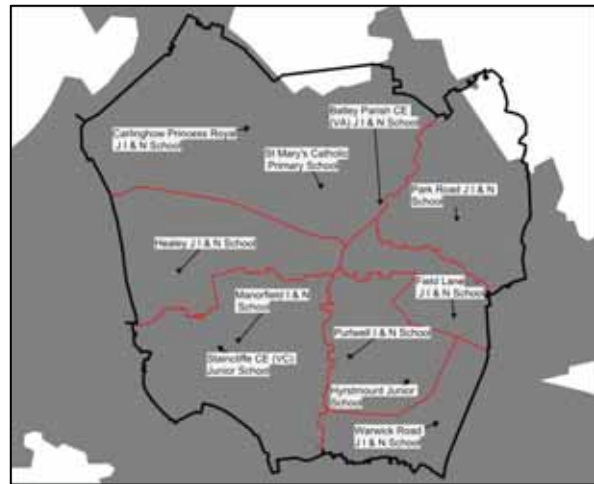 Batley Parish CE
(VA) J I & N School
Carlinghow Princess Royal
J I & N School
St Mary's Catholic
Primary School
Park Road J I & N
School
Healey J I & N School
Field Lane
J I & N School
Manorfield I & N
School
Purlwell I & N School
Staincliffe CE (VC)
Junior School
Hyrstmount Junior
School
Warwick Road
J I & N School